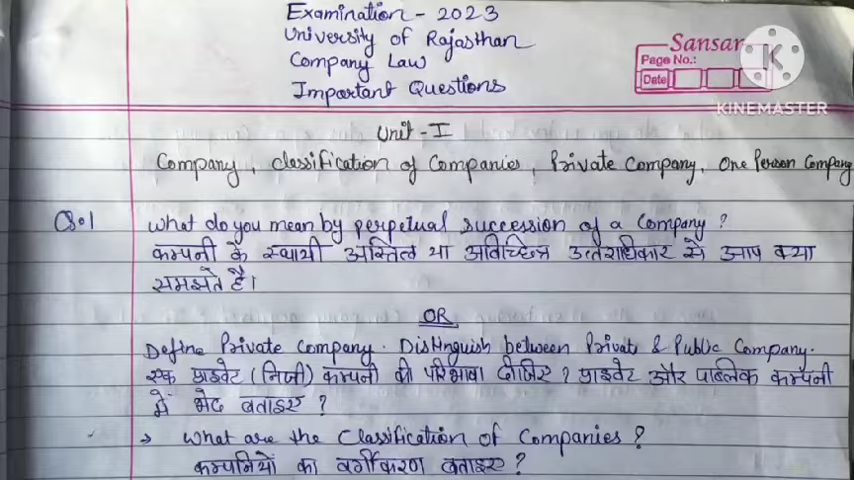 Examination - 2023
University of Rajasthan
Company Law
Important Questions
Sansar
Page No.:
Date
K
KINEMASTER
Unit - I
Company, Classification of Companies, Private Company, One Person Company
Q.1 What do you mean by perpetual succession of a Company?
कम्पनी के स्थायी अस्तित्व या अविच्छिन्न उत्तराधिकार से आप क्या
समझते है।
OR
Define Private Company. Distinguish between Private & Public Company.
एक प्राइवेट (निजी) कम्पनी की परिभाषा दीजिए? प्राइवेट और पब्लिक कम्पनी
में भेद बताइए?
→ What are the Classification of Companies?
कम्पनियों का वर्गीकरण बताइए?